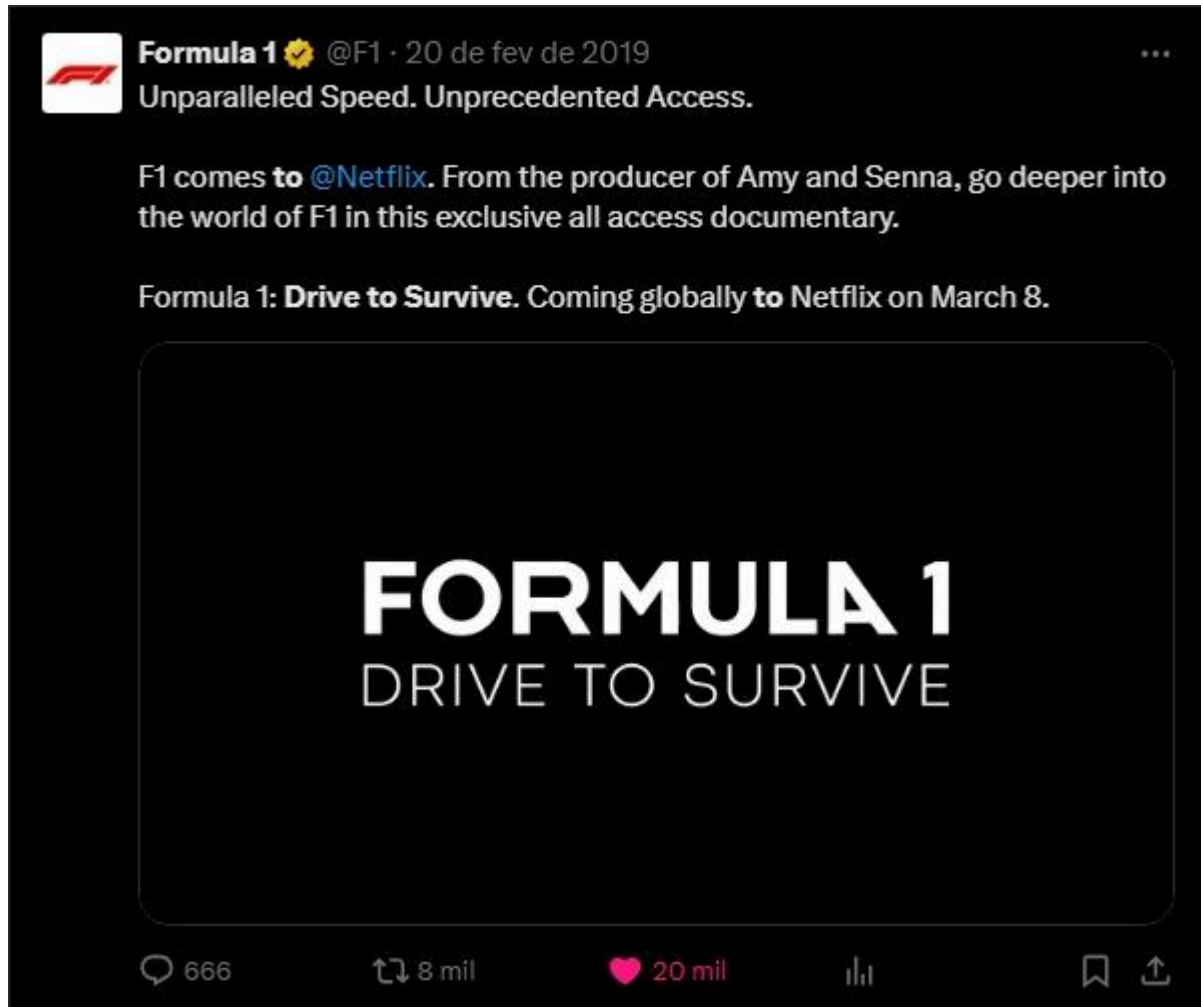 Formula 1 @F1 · 20 de fev de 2019
Unparalleled Speed. Unprecedented Access.
F1 comes to @Netflix. From the producer of Amy and Senna, go deeper into
the world of F1 in this exclusive all access documentary.
Formula 1: Drive to Survive. Coming globally to Netflix on March 8.
FORMULA 1
DRIVE TO SURVIVE
666 8 mil 20 mil